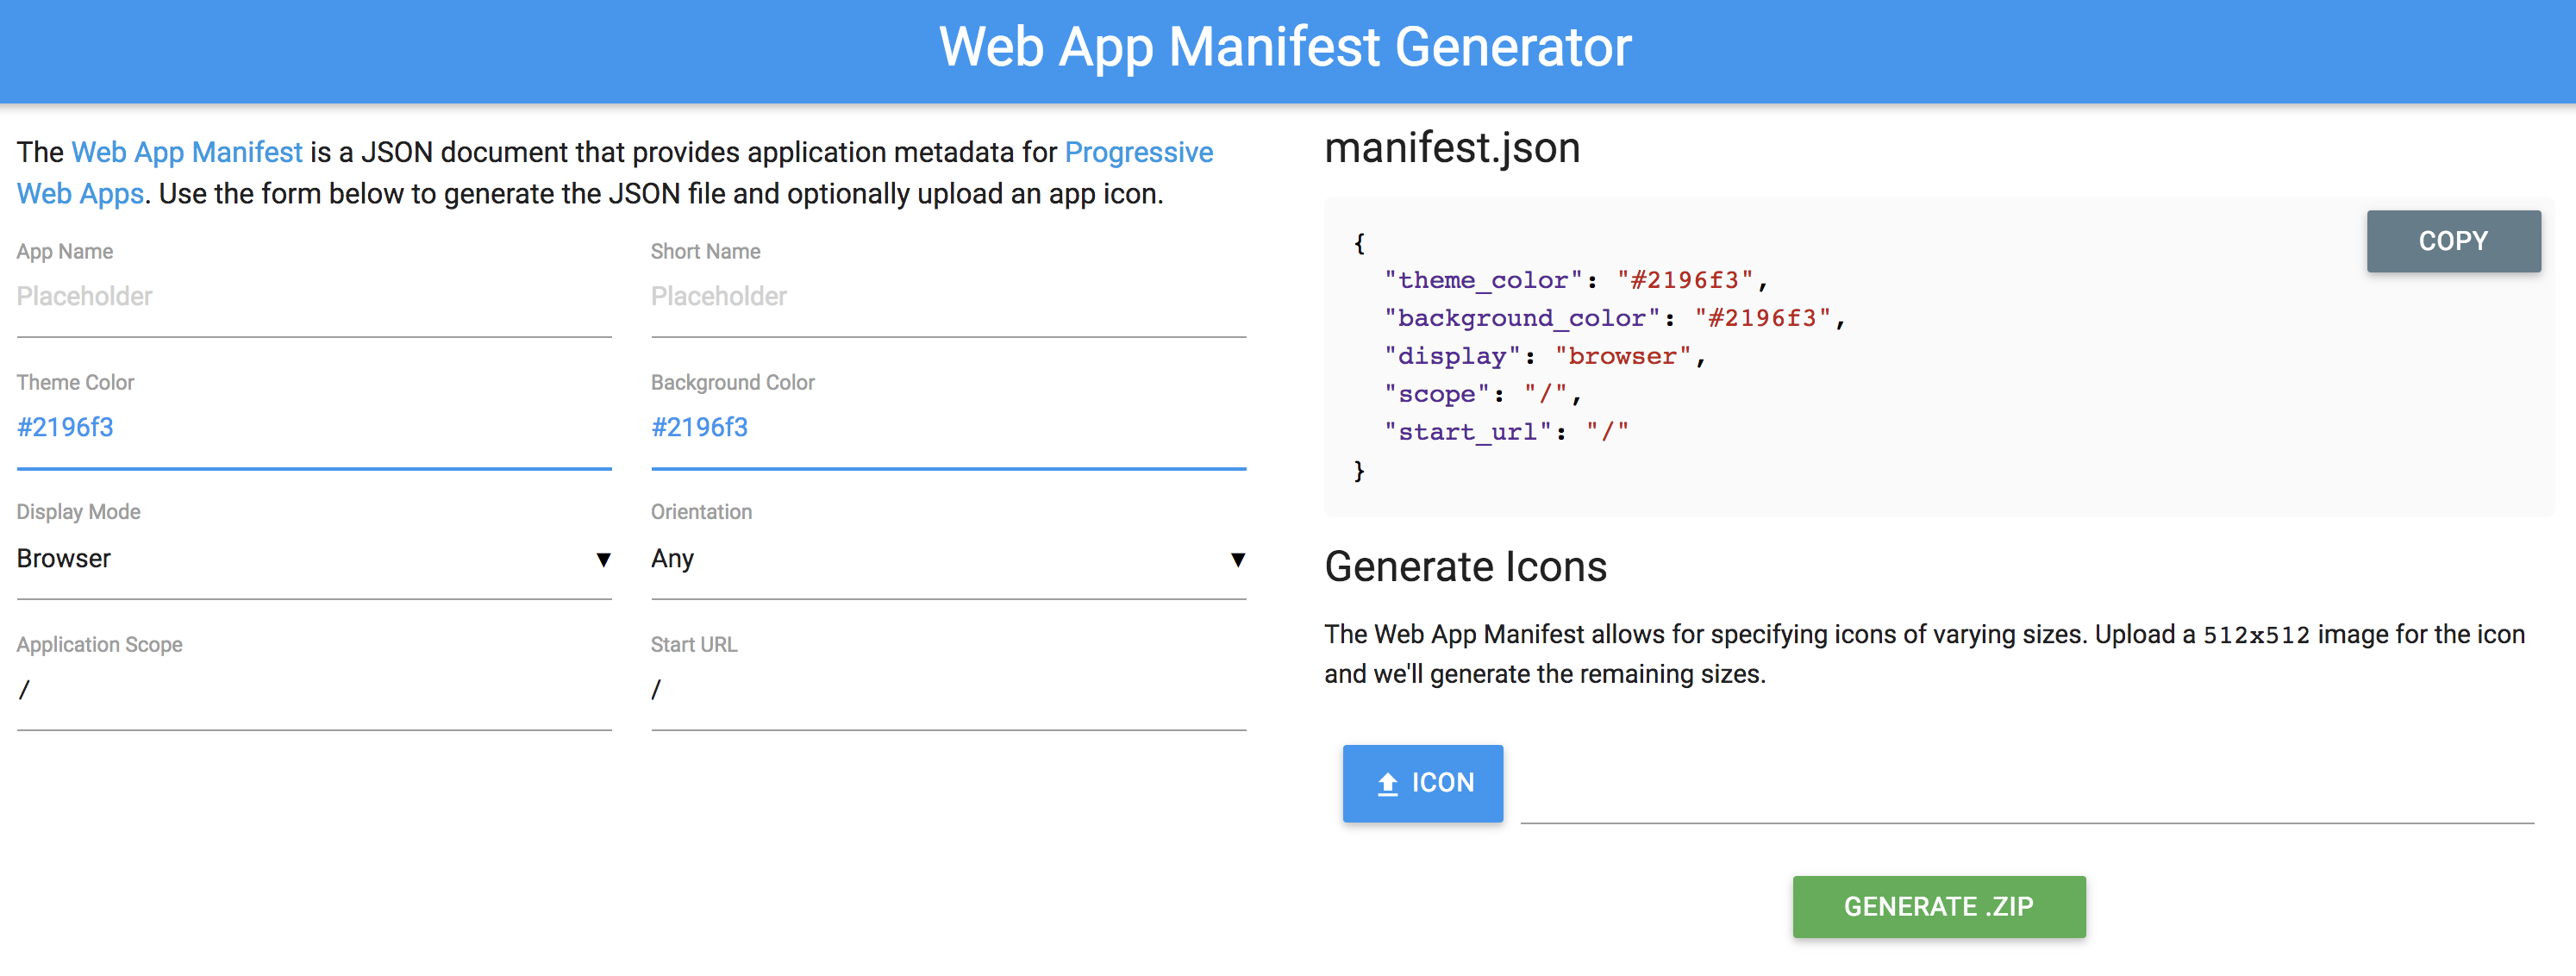 Web App Manifest Generator
The Web App Manifest is a JSON document that provides application metadata for Progressive
Web Apps. Use the form below to generate the JSON file and optionally upload an app icon.
App Name
Placeholder
Short Name
Placeholder
Theme Color
#2196f3
Background Color
#2196f3
Display Mode
Browser
Orientation
Any
Application Scope
/
Start URL
/
manifest.json
COPY
{
"theme_color": "#2196f3",
"background_color": "#2196f3",
"display": "browser",
"scope": "/",
"start_url": "/"
}
Generate Icons
The Web App Manifest allows for specifying icons of varying sizes. Upload a 512x512 image for the icon
and we'll generate the remaining sizes.
ICON
GENERATE .ZIP